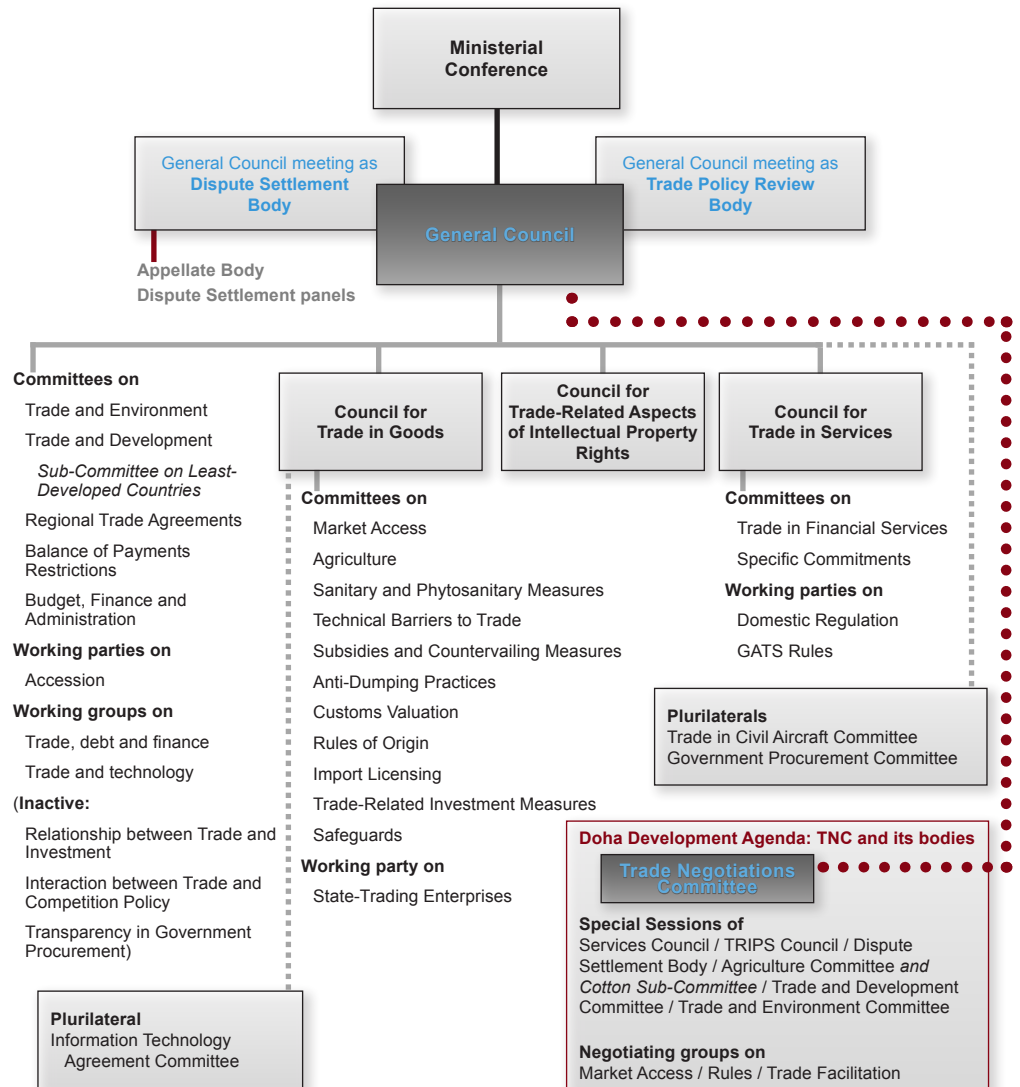 Ministerial
Conference
General Council meeting as
Dispute Settlement
Body
General Council meeting as
Trade Policy Review
Body
General Council
Appellate Body
Dispute Settlement panels
Committees on
Trade and Environment
Trade and Development
Sub-Committee on Least-
Developed Countries
Regional Trade Agreements
Balance of Payments
Restrictions
Budget, Finance and
Administration
Working parties on
Accession
Working groups on
Trade, debt and finance
Trade and technology
(Inactive:
Relationship between Trade and
Investment
Interaction between Trade and
Competition Policy
Transparency in Government
Procurement)
Plurilateral
Information Technology
Agreement Committee
Council for
Trade in Goods
Committees on
Market Access
Agriculture
Sanitary and Phytosanitary Measures
Technical Barriers to Trade
Subsidies and Countervailing Measures
Anti-Dumping Practices
Customs Valuation
Rules of Origin
Import Licensing
Trade-Related Investment Measures
Safeguards
Working party on
State-Trading Enterprises
Council for
Trade-Related Aspects
of Intellectual Property
Rights
Council for
Trade in Services
Committees on
Trade in Financial Services
Specific Commitments
Working parties on
Domestic Regulation
GATS Rules
Plurilaterals
Trade in Civil Aircraft Committee
Government Procurement Committee
Doha Development Agenda: TNC and its bodies
Trade Negotiations
Committee
Special Sessions of
Services Council / TRIPS Council / Dispute
Settlement Body / Agriculture Committee and
Cotton Sub-Committee / Trade and Development
Committee / Trade and Environment Committee
Negotiating groups on
Market Access / Rules / Trade Facilitation